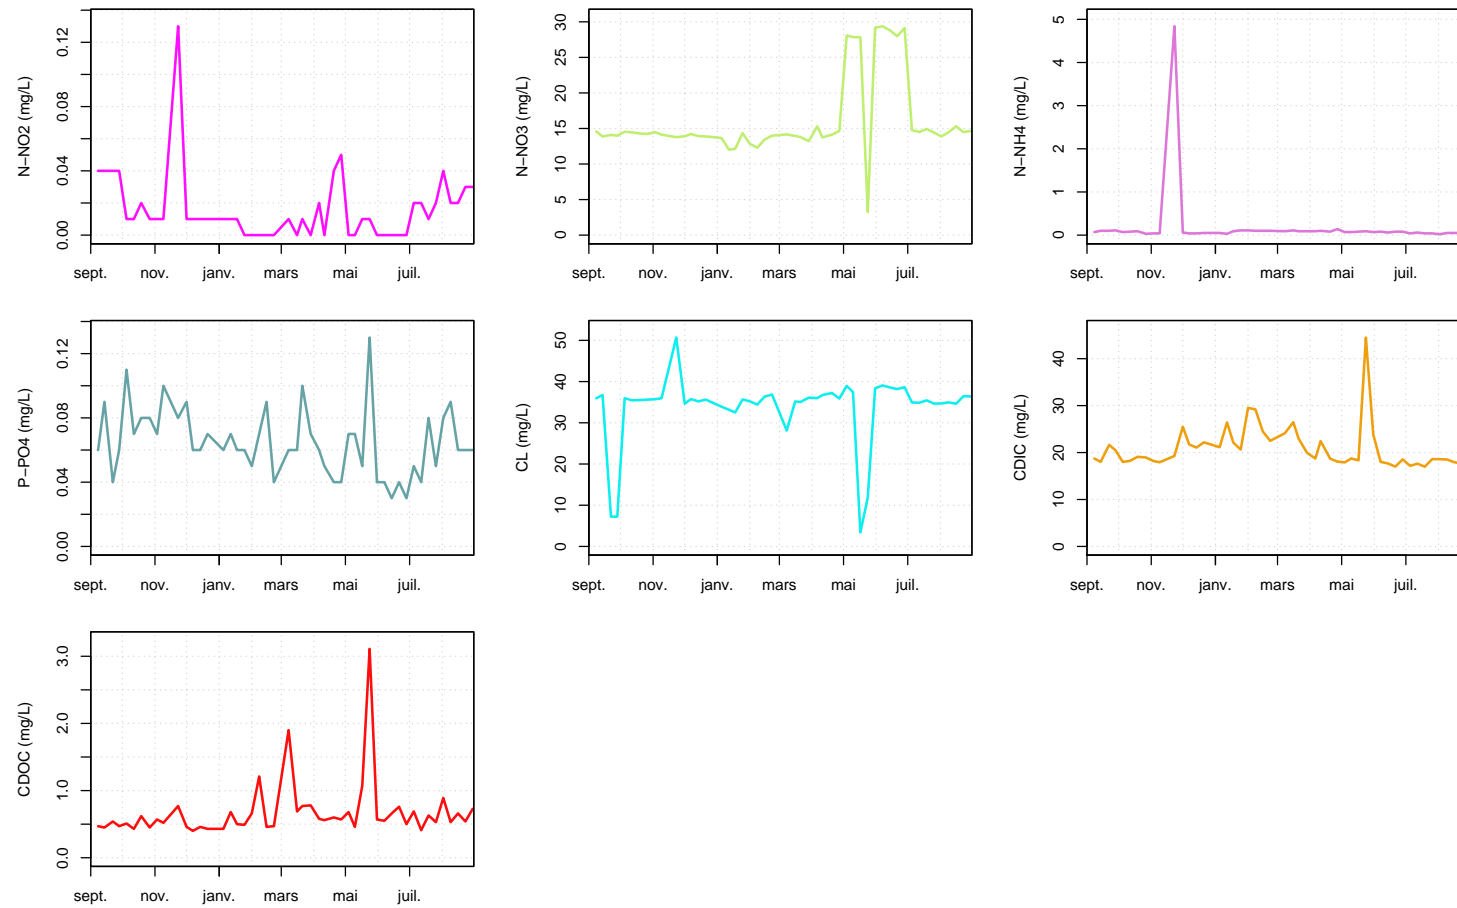 N−NO2 (mg/L)
0.00
0.04
0.08
0.12
sept. nov. janv. mars mai juil.
N−NO3 (mg/L)
0
5
10
15
20
25
30
sept. nov. janv. mars mai juil.
N−NH4 (mg/L)
0
1
2
3
4
5
sept. nov. janv. mars mai juil.
P−PO4 (mg/L)
0.00
0.04
0.08
0.12
sept. nov. janv. mars mai juil.
CL (mg/L)
0
10
20
30
40
50
sept. nov. janv. mars mai juil.
CDIC (mg/L)
0
10
20
30
40
sept. nov. janv. mars mai juil.
CDOC (mg/L)
0.0
1.0
2.0
3.0
sept. nov. janv. mars mai juil.